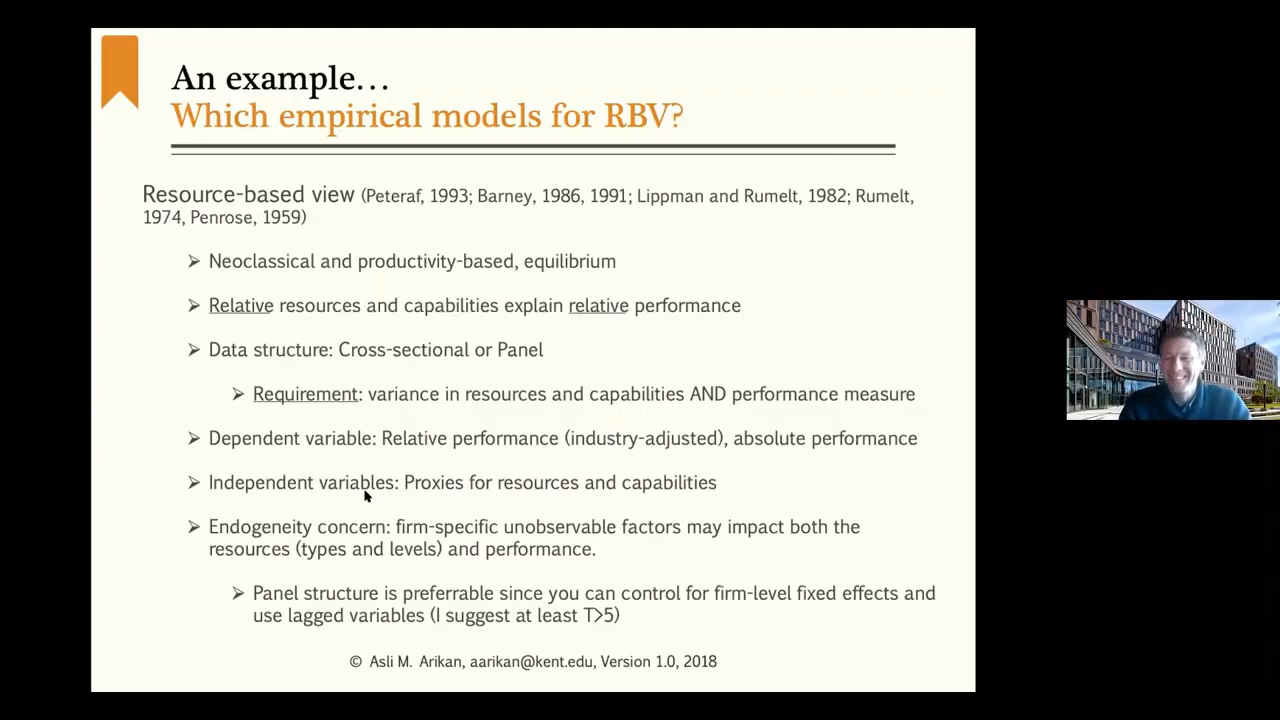 An example…
Which empirical models for RBV?
Resource-based view (Peteraf, 1993; Barney, 1986, 1991; Lippman and Rumelt, 1982; Rumelt,
1974, Penrose, 1959)
➢ Neoclassical and productivity-based, equilibrium
➢ Relative resources and capabilities explain relative performance
➢ Data structure: Cross-sectional or Panel
➢ Requirement: variance in resources and capabilities AND performance measure
➢ Dependent variable: Relative performance (industry-adjusted), absolute performance
➢ Independent variables: Proxies for resources and capabilities
➢ Endogeneity concern: firm-specific unobservable factors may impact both the
resources (types and levels) and performance.
➢ Panel structure is preferrable since you can control for firm-level fixed effects and
use lagged variables (I suggest at least T>5)
© Asli M. Arikan, aarikan@kent.edu, Version 1.0, 2018